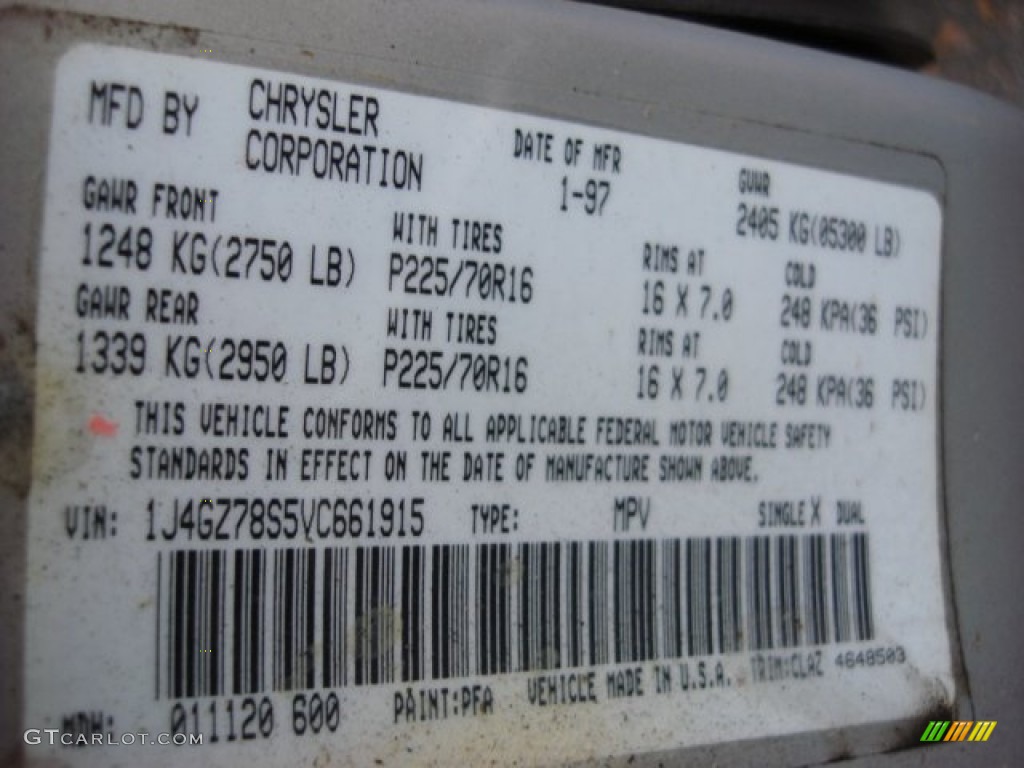 MFD BY CHRYSLER CORPORATION
DATE OF MFR 1-97
GVWR 2405 KG(05300 LB)
GAWR FRONT WITH TIRES RIMS AT COLD
1248 KG(2750 LB) P225/70R16 16 X 7.0 248 KPA(36 PSI)
GAWR REAR WITH TIRES RIMS AT COLD
1339 KG(2950 LB) P225/70R16 16 X 7.0 248 KPA(36 PSI)
THIS VEHICLE CONFORMS TO ALL APPLICABLE FEDERAL MOTOR VEHICLE SAFETY
STANDARDS IN EFFECT ON THE DATE OF MANUFACTURE SHOWN ABOVE.
VIN: 1J4GZ78S5VC661915 TYPE: MPV SINGLE X DUAL
MDH: 011120 600 PAINT:PFA VEHICLE MADE IN U.S.A. TRIM:CLAZ 4648503
GTCARLOT.COM